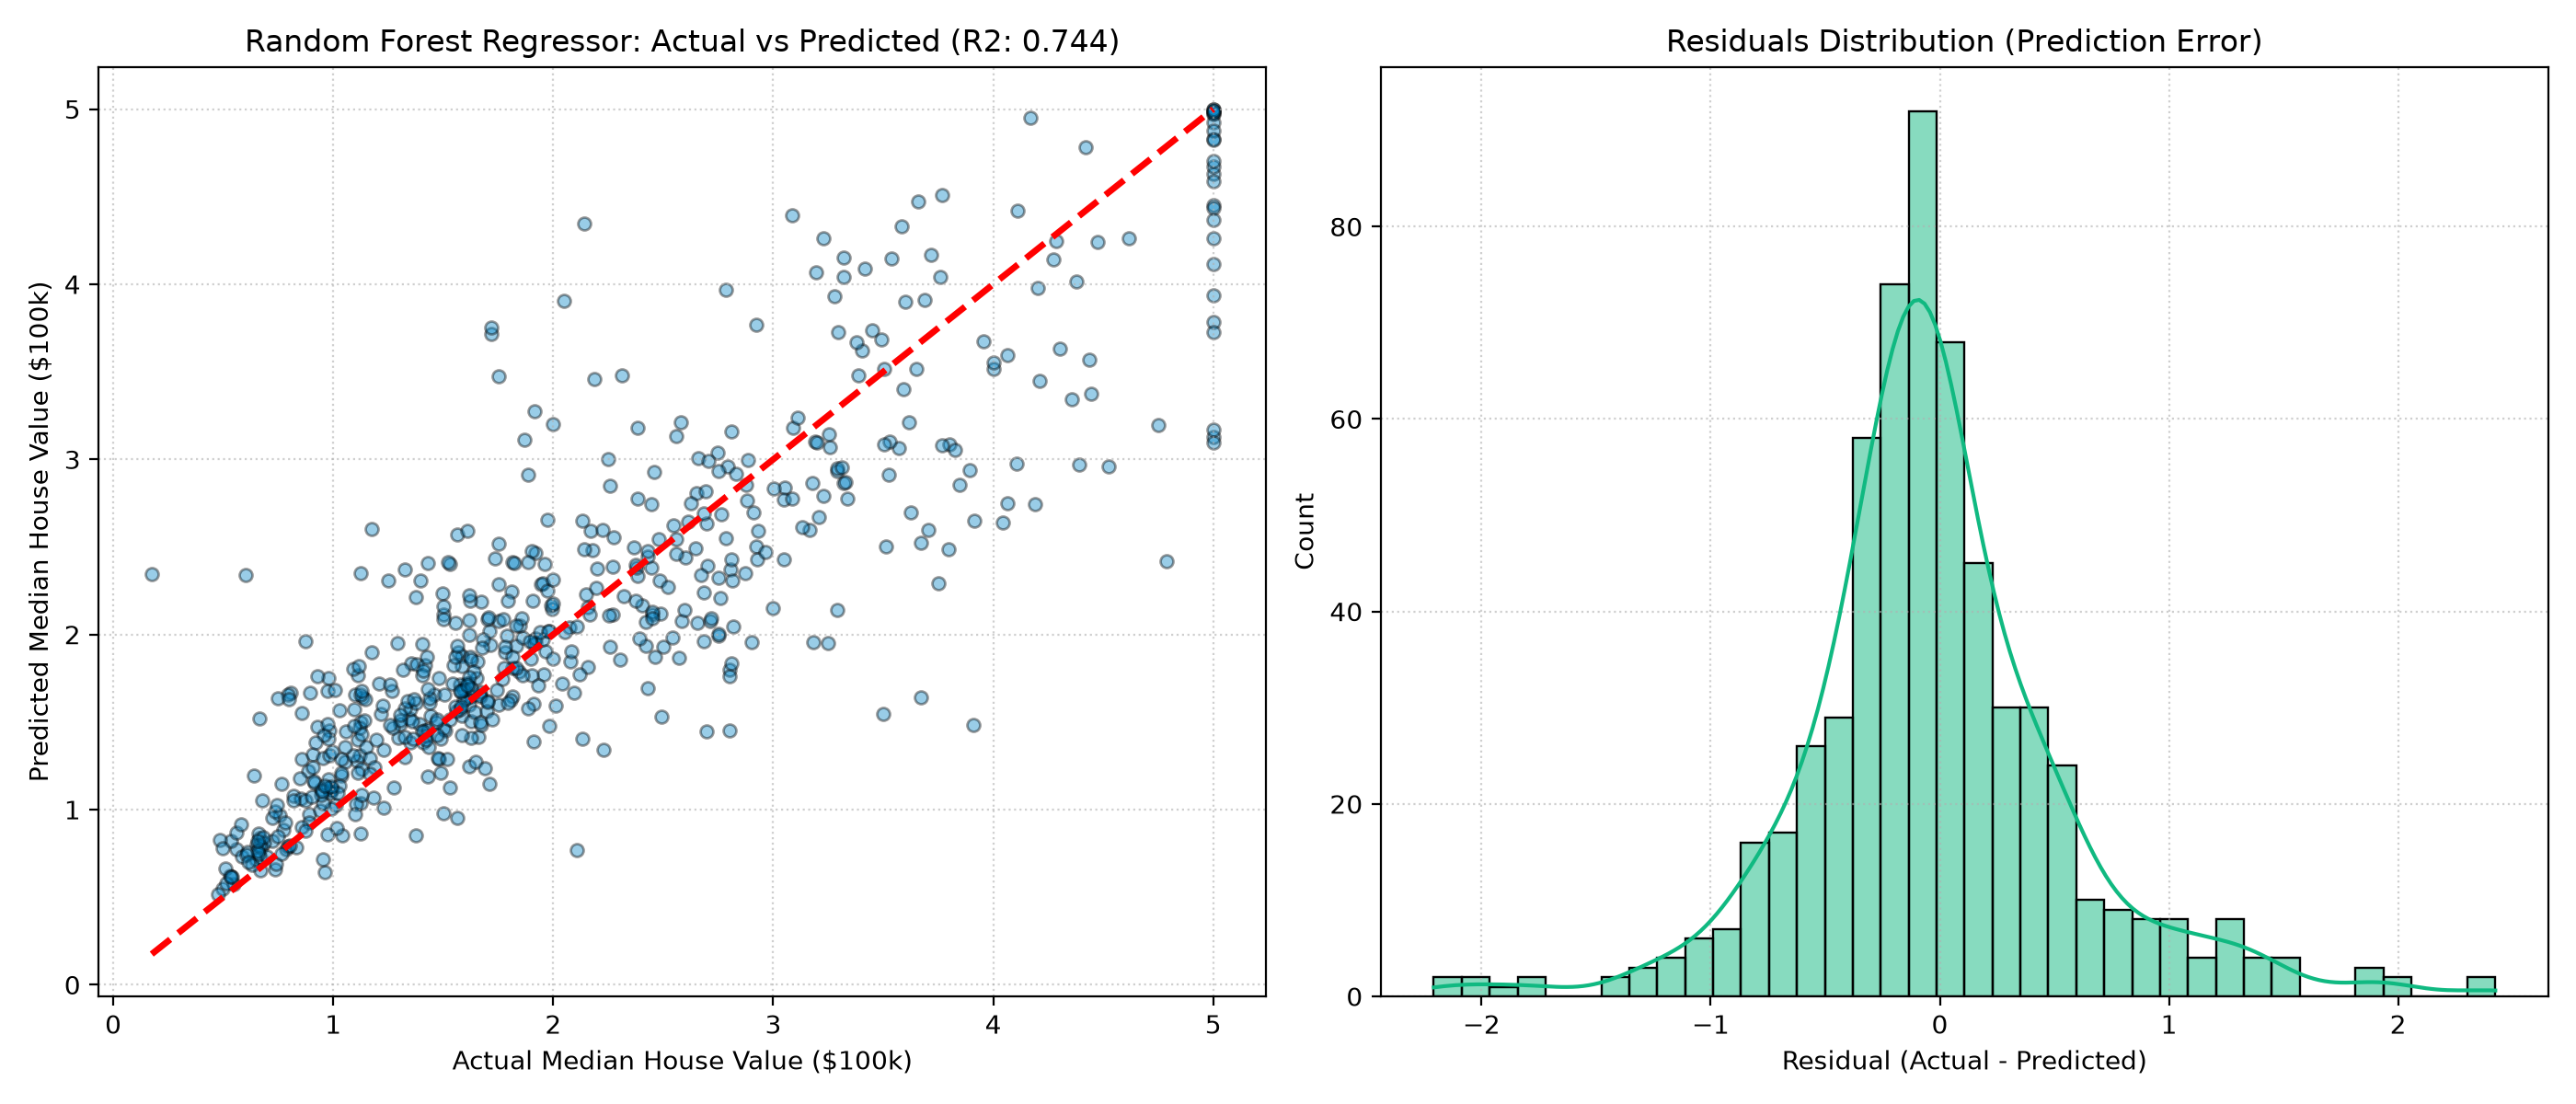 Random Forest Regressor: Actual vs Predicted (R2: 0.744)
Predicted Median House Value ($100k)
5
4
3
2
1
0
0 1 2 3 4 5
Actual Median House Value ($100k)
Residuals Distribution (Prediction Error)
Count
80
60
40
20
0
−2 −1 0 1 2
Residual (Actual - Predicted)